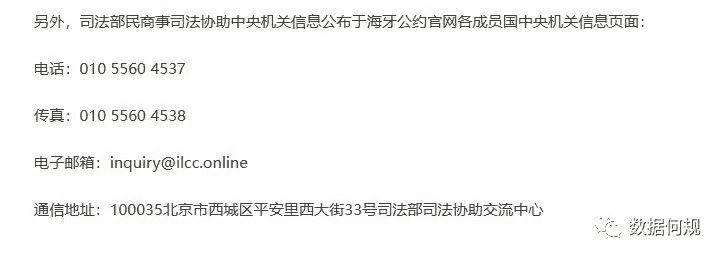 另外，司法部民商事司法协助中央机关信息公布于海牙公约官网各成员国中央机关信息页面：
电话：010 5560 4537
传真：010 5560 4538
电子邮箱：inquiry@ilcc.online
通信地址：100035北京市西城区平安里西大街33号司法部司法协助交流中心
数据何规